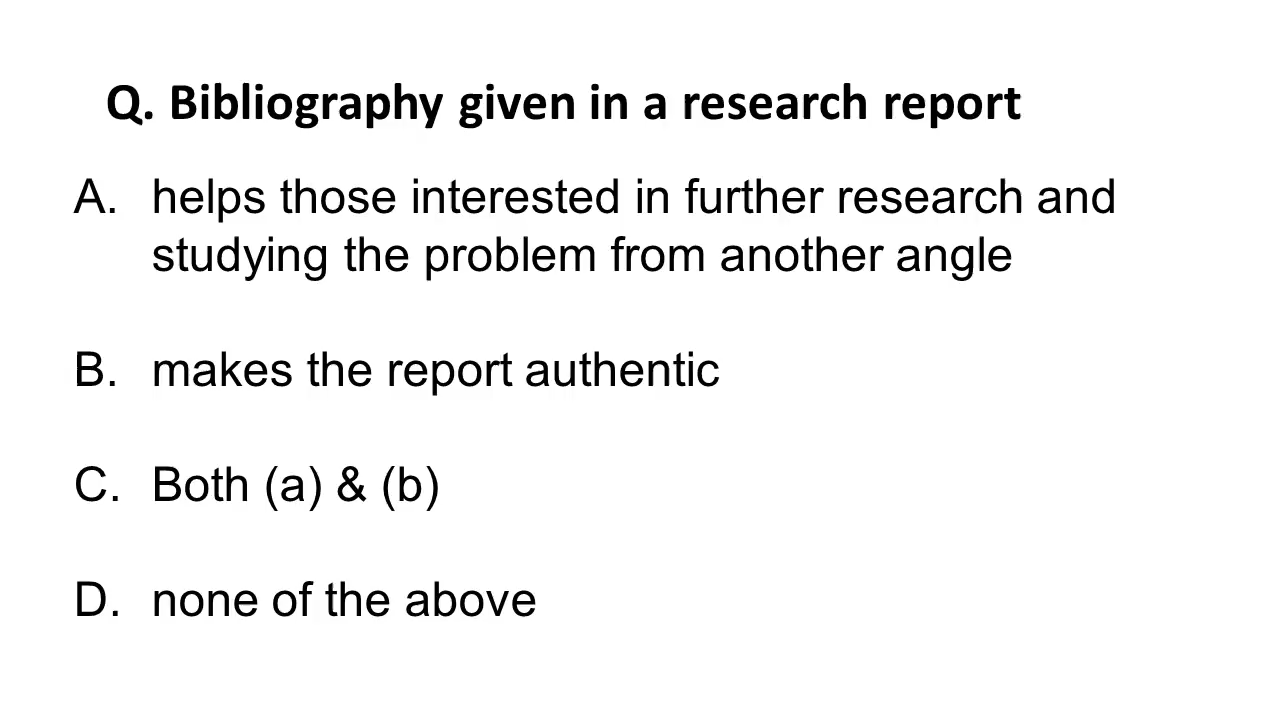 Q. Bibliography given in a research report
A. helps those interested in further research and
studying the problem from another angle
B. makes the report authentic
C. Both (a) & (b)
D. none of the above